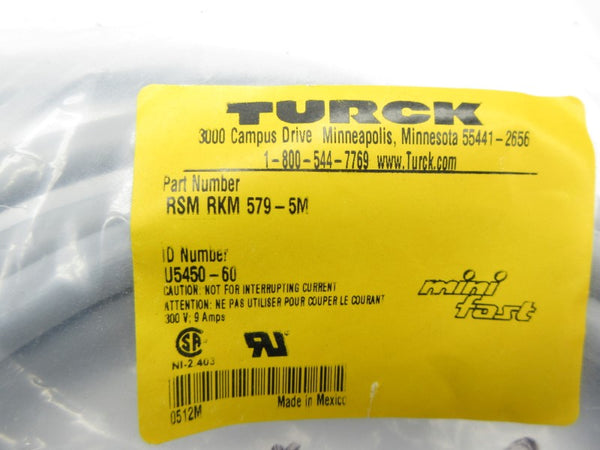 TURCK
3000 Campus Drive Minneapolis, Minnesota 55441-2656
1-800-544-7769 www.Turck.com
Part Number
RSM RKM 579-5M
ID Number
U5450-60
CAUTION: NOT FOR INTERRUPTING CURRENT
ATTENTION: NE PAS UTILISER POUR COUPER LE COURANT
300 V; 9 Amps
mini
fast
SA
NI-2.403
0512M
Made in Mexico